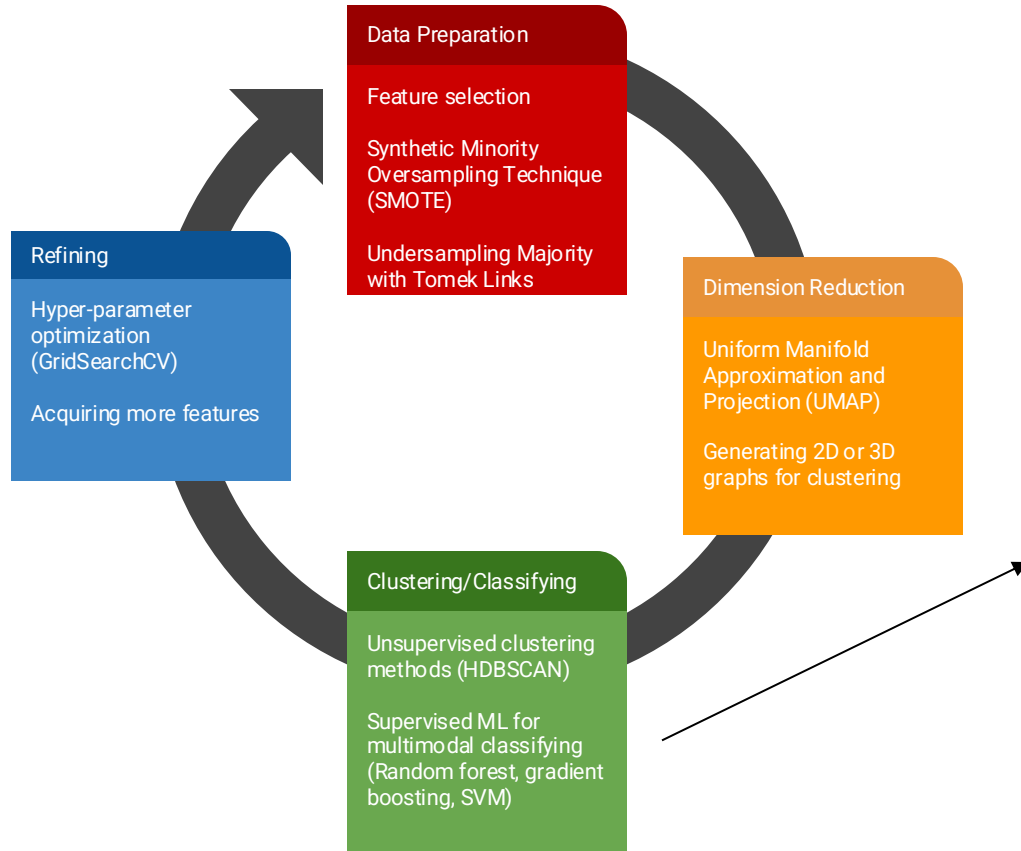 Data Preparation
Feature selection
Synthetic Minority
Oversampling Technique
(SMOTE)
Undersampling Majority
with Tomek Links
Dimension Reduction
Uniform Manifold
Approximation and
Projection (UMAP)
Generating 2D or 3D
graphs for clustering
Clustering/Classifying
Unsupervised clustering
methods (HDBSCAN)
Supervised ML for
multimodal classifying
(Random forest, gradient
boosting, SVM)
Refining
Hyper-parameter
optimization
(GridSearchCV)
Acquiring more features